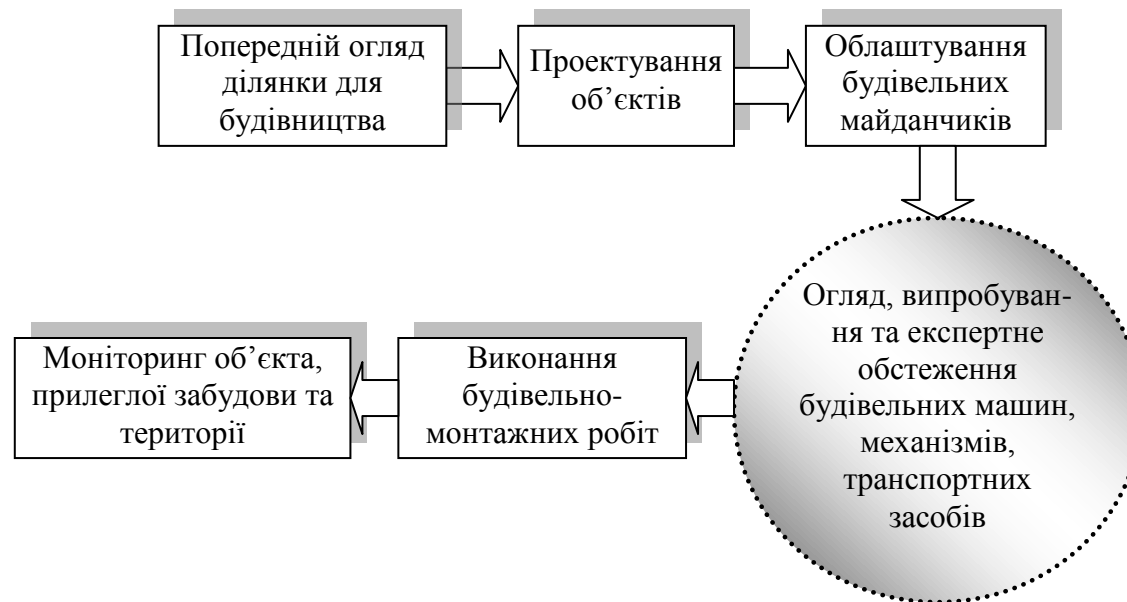 Попередній огляд
ділянки для
будівництва
Проектування
об’єктів
Облаштування
будівельних
майданчиків
Огляд, випробуван-
ня та експертне
обстеження
будівельних машин,
механізмів,
транспортних
засобів
Виконання
будівельно-
монтажних робіт
Моніторинг об’єкта,
прилеглої забудови та
території